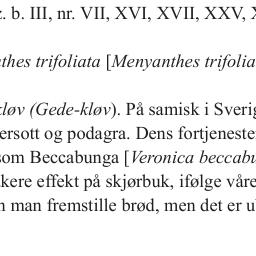 z. b. III, nr. VII, XVI, XVII, XXV, X
nthes trifoliata [Menyanthes trifolia
kløv (Gede-kløv). På samisk i Sverig
ersott og podagra. Dens fortjeneste
som Beccabunga [Veronica beccabu
kere effekt på skjørbuk, ifølge våre
n man fremstille brød, men det er u